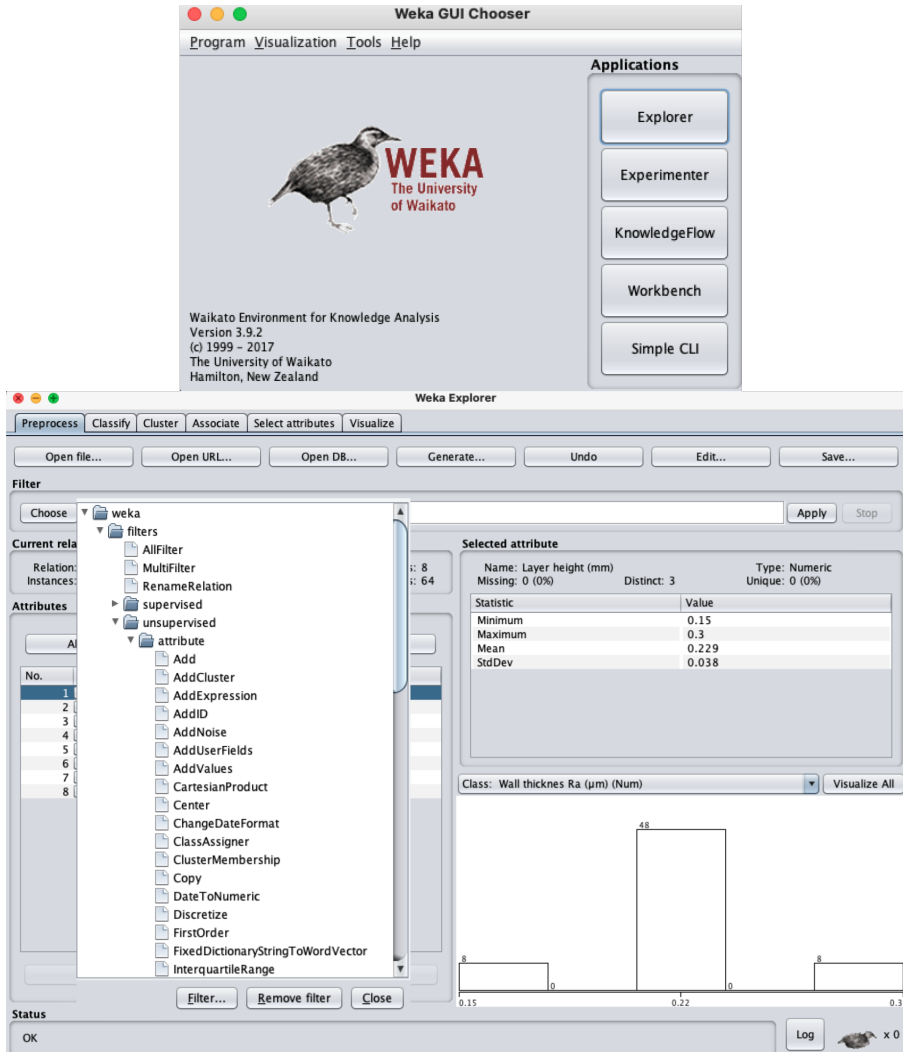 Weka GUI Chooser
Program Visualization Tools Help
Applications
Explorer
Experimenter
KnowledgeFlow
Workbench
Simple CLI
WEKA
The University
of Waikato
Waikato Environment for Knowledge Analysis
Version 3.9.2
(c) 1999 - 2017
The University of Waikato
Hamilton, New Zealand
Weka Explorer
Preprocess Classify Cluster Associate Select attributes Visualize
Open file... Open URL... Open DB... Generate... Undo Edit... Save...
Filter
Choose Apply Stop
weka
filters
AllFilter
MultiFilter
RenameRelation
supervised
unsupervised
attribute
Add
AddCluster
AddExpression
AddID
AddNoise
AddUserFields
AddValues
CartesianProduct
Center
ChangeDateFormat
ClassAssigner
ClusterMembership
Copy
DateToNumeric
Discretize
FirstOrder
FixedDictionaryStringToWordVector
InterquartileRange
Filter... Remove filter Close
Current rela
Relation: s: 8
Instances: s: 64
Attributes
Al
No.
1
2
3
4
5
6
7
8
Selected attribute
Name: Layer height (mm) Type: Numeric
Missing: 0 (0%) Distinct: 3 Unique: 0 (0%)
Statistic Value
Minimum 0.15
Maximum 0.3
Mean 0.229
StdDev 0.038
Class: Wall thicknes Ra (µm) (Num) Visualize All
48
8 0 0 8
0.15 0.22 0.3
Status
OK Log x 0